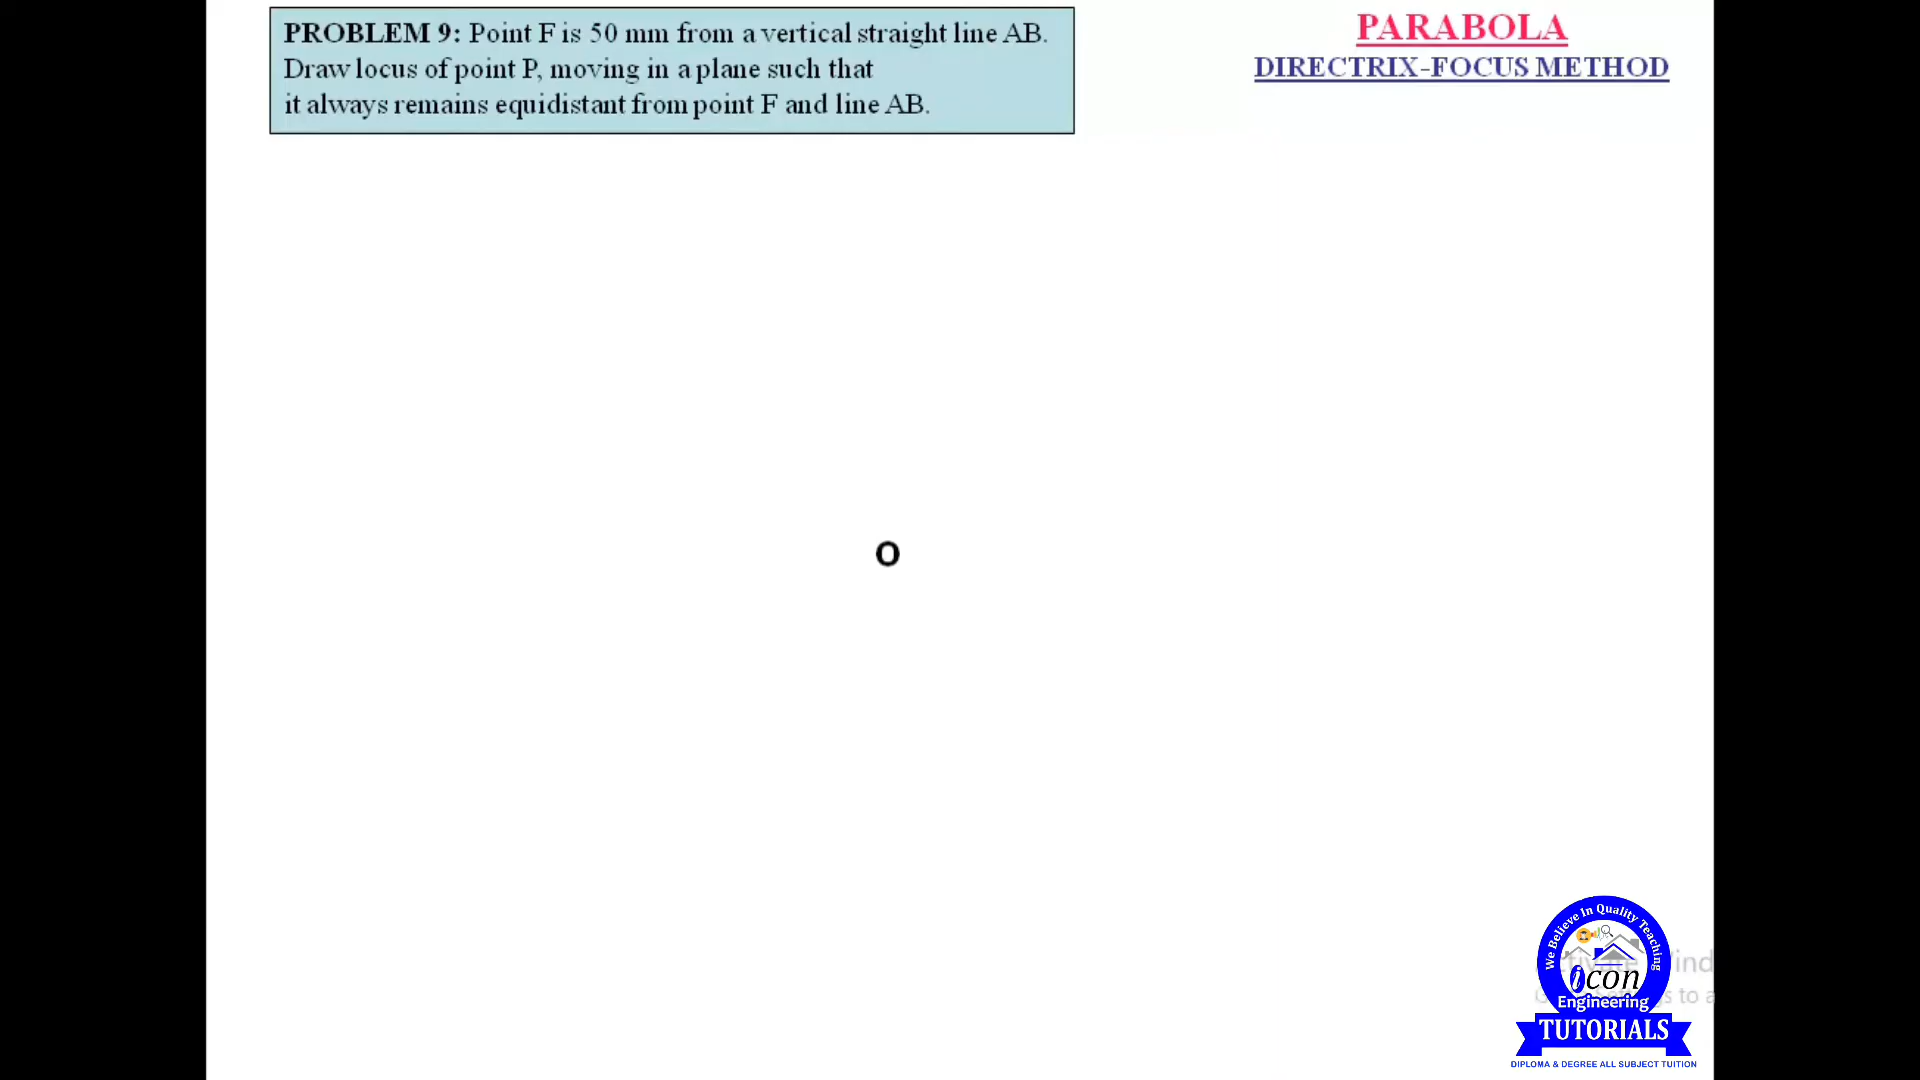 PROBLEM 9: Point F is 50 mm from a vertical straight line AB.
Draw locus of point P, moving in a plane such that
it always remains equidistant from point F and line AB.
PARABOLA
DIRECTRIX-FOCUS METHOD
O
We Believe In Quality Teaching
icon
Engineering
TUTORIALS
DIPLOMA & DEGREE ALL SUBJECT TUITION